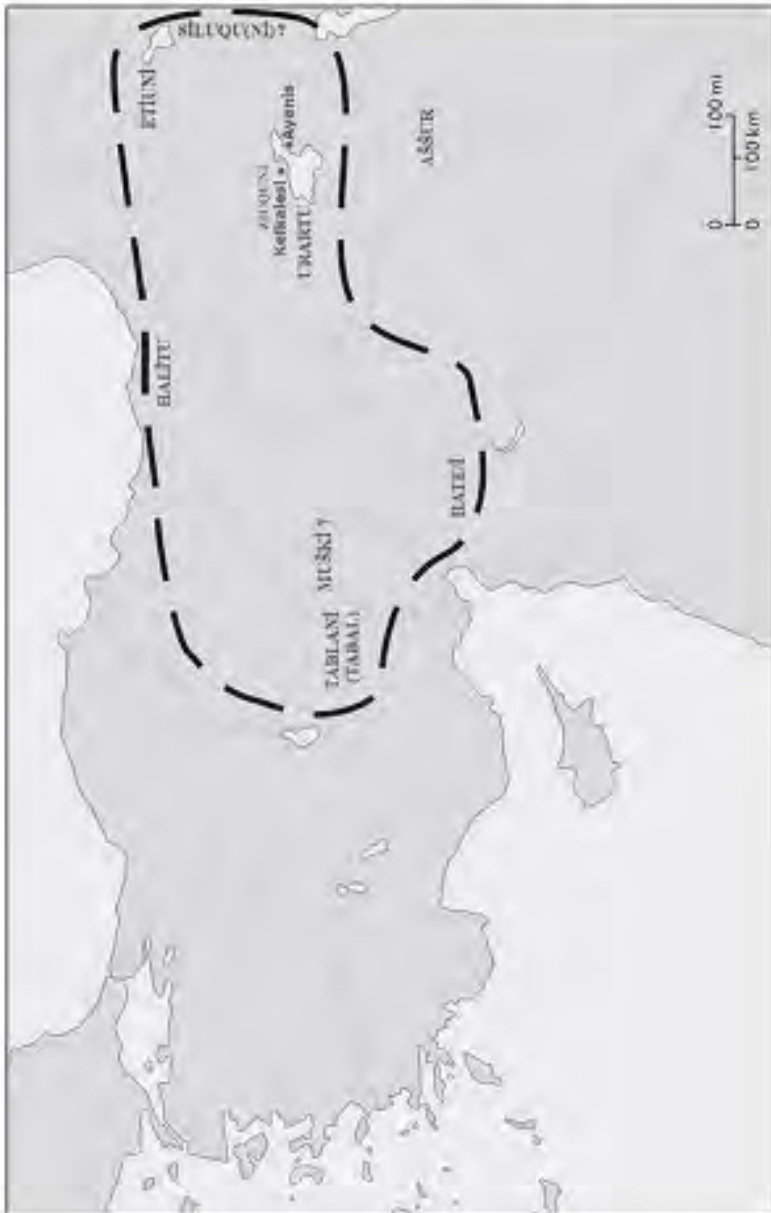 SİLUQU(Nİ) ?
ETİUNİ
Ayanis
ZIUQUNİ
Kefkalesi
URARTU
AŠŠUR
HALİTU
HATE/İ
MUŠKİ ?
TABLANİ
(TABAL)
0 100 mi
0 100 km